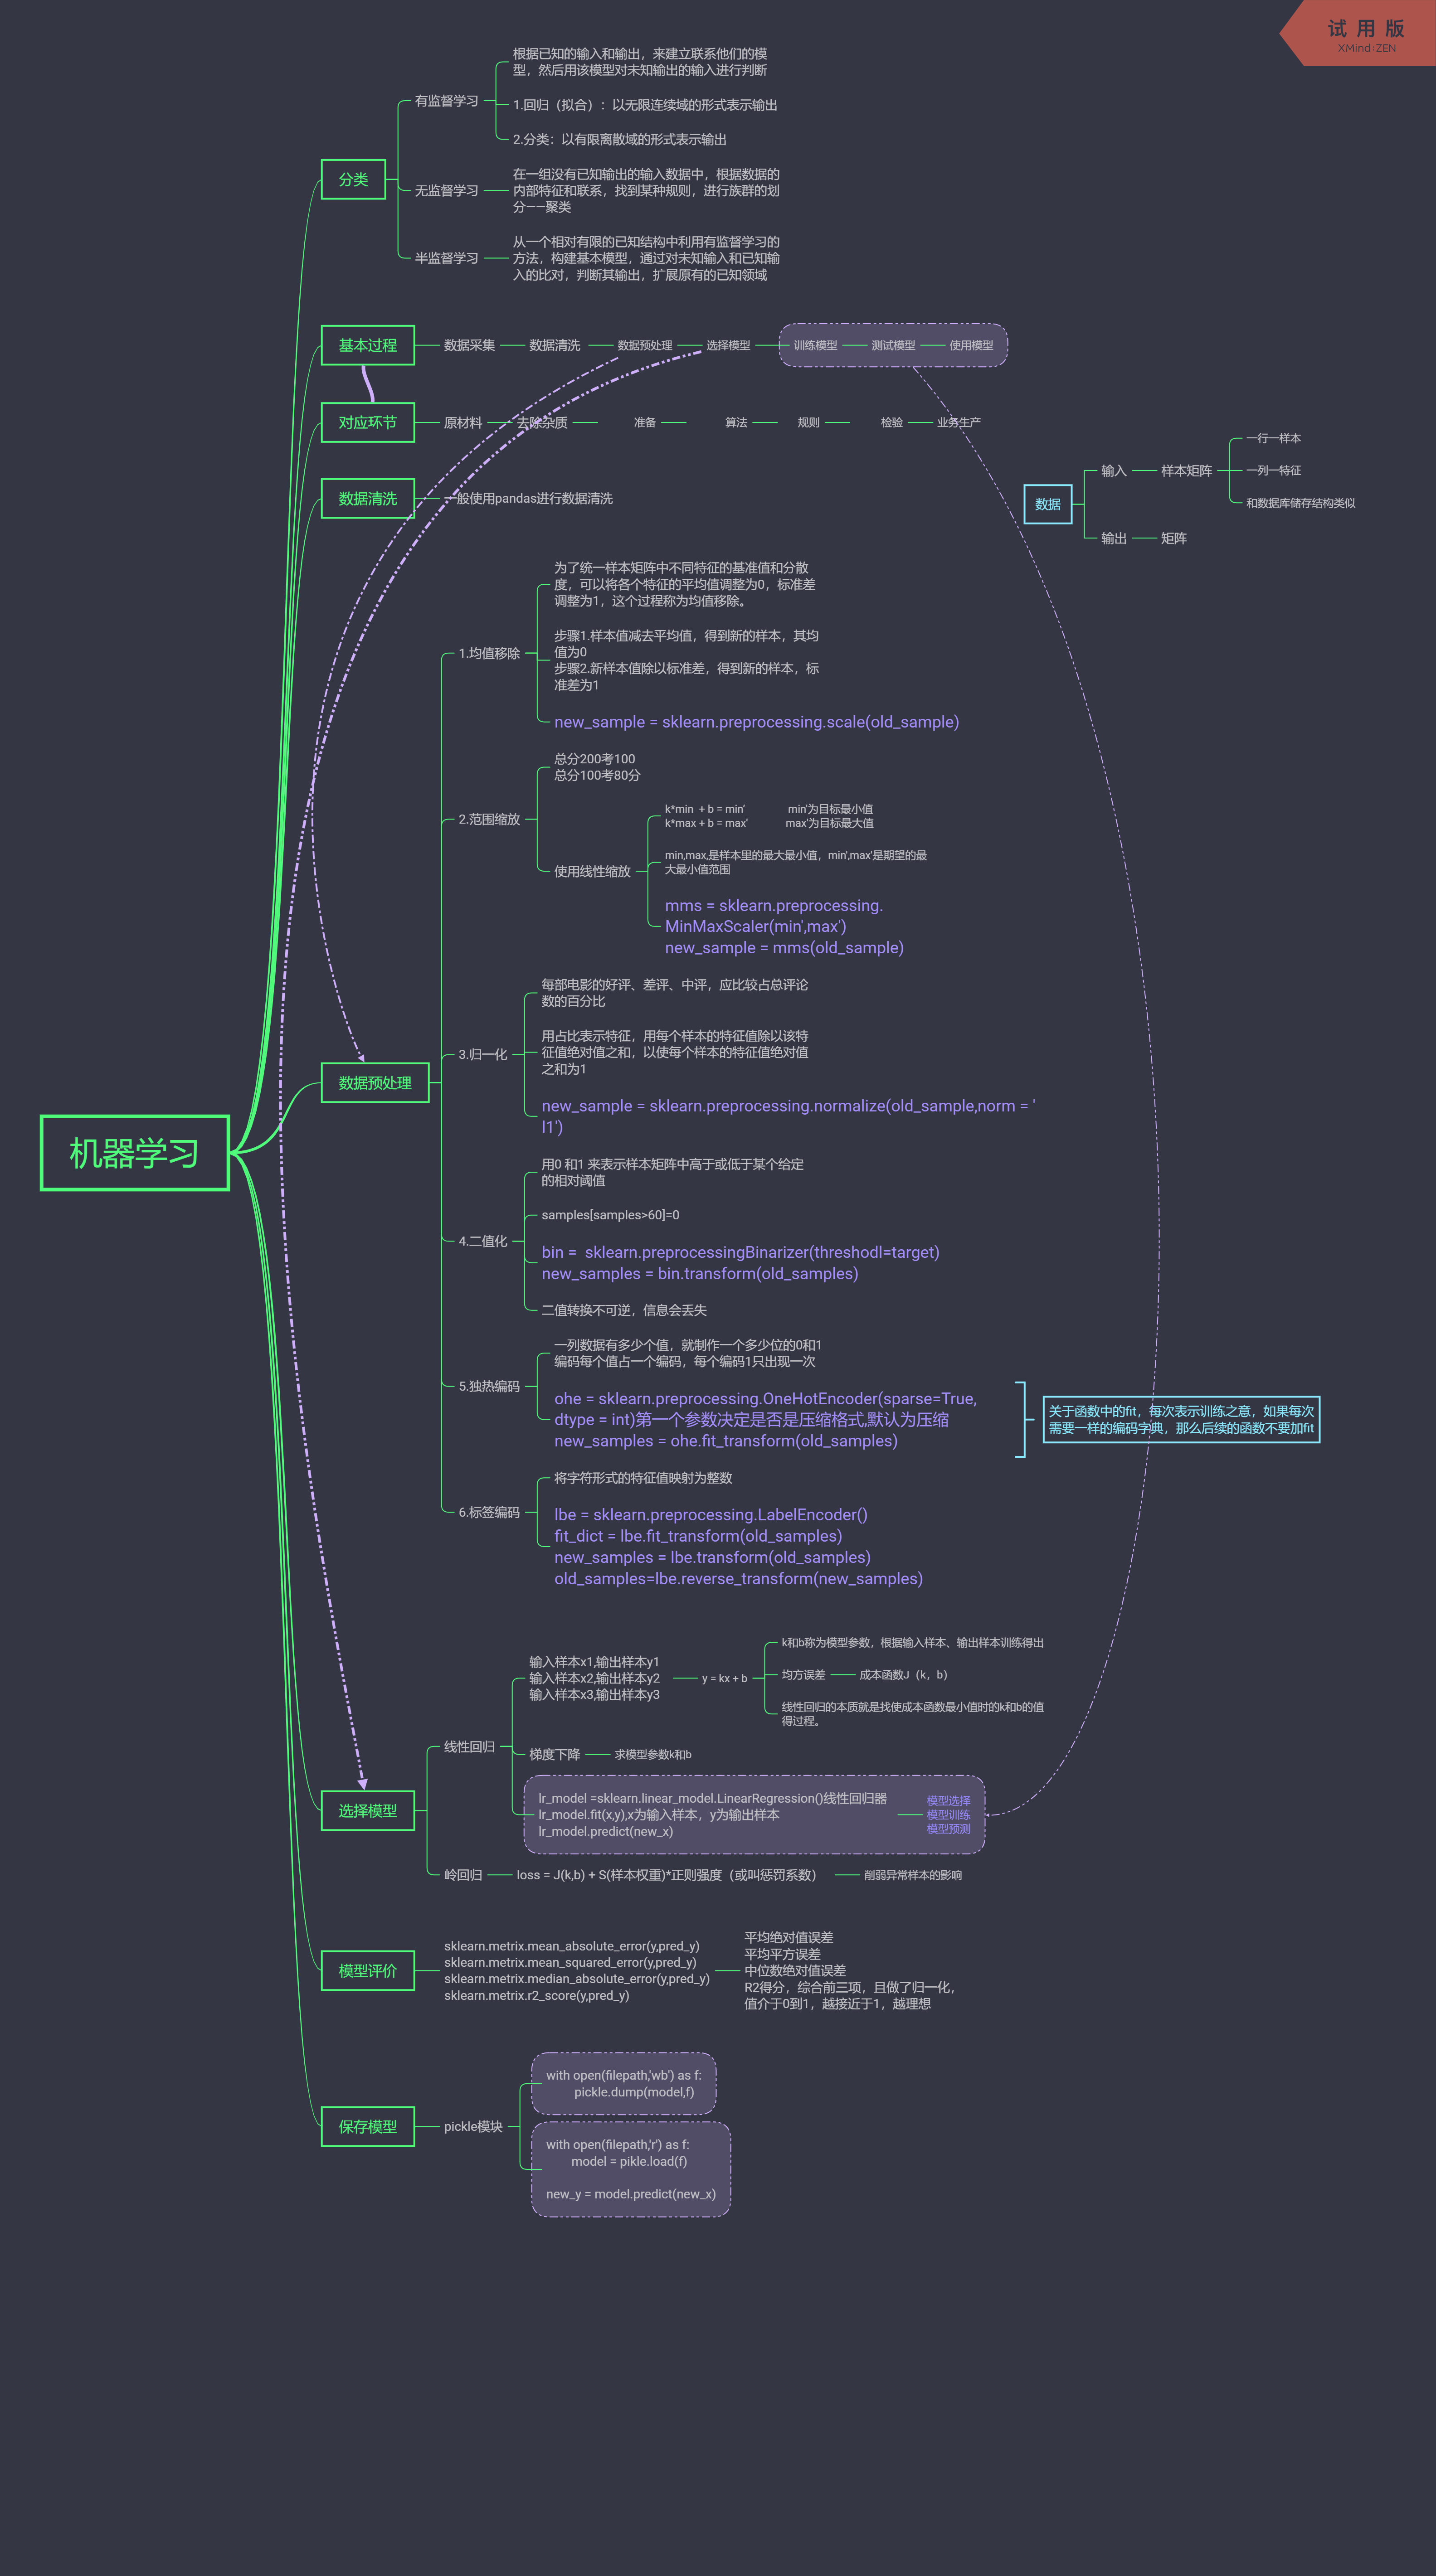 试 用 版
XMind:ZEN
机器学习
分类
有监督学习
根据已知的输入和输出，来建立联系他们的模
型，然后用该模型对未知输出的输入进行判断
1.回归（拟合）：以无限连续域的形式表示输出
2.分类：以有限离散域的形式表示输出
无监督学习
在一组没有已知输出的输入数据中，根据数据的
内部特征和联系，找到某种规则，进行族群的划
分——聚类
半监督学习
从一个相对有限的已知结构中利用有监督学习的
方法，构建基本模型，通过对未知输入和已知输
入的比对，判断其输出，扩展原有的已知领域
基本过程
数据采集
数据清洗
数据预处理
选择模型
训练模型
测试模型
使用模型
对应环节
原材料
去除杂质
准备
算法
规则
检验
业务生产
数据清洗
一般使用pandas进行数据清洗
数据
输入
样本矩阵
一行一样本
一列一特征
和数据库储存结构类似
输出
矩阵
数据预处理
1.均值移除
为了统一样本矩阵中不同特征的基准值和分散
度，可以将各个特征的平均值调整为0，标准差
调整为1，这个过程称为均值移除。
步骤1.样本值减去平均值，得到新的样本，其均
值为0
步骤2.新样本值除以标准差，得到新的样本，标
准差为1
new_sample = sklearn.preprocessing.scale(old_sample)
2.范围缩放
总分200考100
总分100考80分
使用线性缩放
k*min + b = min' min'为目标最小值
k*max + b = max' max'为目标最大值
min,max,是样本里的最大最小值，min',max'是期望的最
大最小值范围
mms = sklearn.preprocessing.
MinMaxScaler(min',max')
new_sample = mms(old_sample)
3.归一化
每部电影的好评、差评、中评，应比较占总评论
数的百分比
用占比表示特征，用每个样本的特征值除以该特
征值绝对值之和，以使每个样本的特征值绝对值
之和为1
new_sample = sklearn.preprocessing.normalize(old_sample,norm = '
l1')
4.二值化
用0 和1 来表示样本矩阵中高于或低于某个给定
的相对阈值
samples[samples>60]=0
bin = sklearn.preprocessingBinarizer(threshodl=target)
new_samples = bin.transform(old_samples)
二值转换不可逆，信息会丢失
5.独热编码
一列数据有多少个值，就制作一个多少位的0和1
编码每个值占一个编码，每个编码1只出现一次
ohe = sklearn.preprocessing.OneHotEncoder(sparse=True,
dtype = int)第一个参数决定是否是压缩格式,默认为压缩
new_samples = ohe.fit_transform(old_samples)
关于函数中的fit，每次表示训练之意，如果每次
需要一样的编码字典，那么后续的函数不要加fit
6.标签编码
将字符形式的特征值映射为整数
lbe = sklearn.preprocessing.LabelEncoder()
fit_dict = lbe.fit_transform(old_samples)
new_samples = lbe.transform(old_samples)
old_samples=lbe.reverse_transform(new_samples)
选择模型
线性回归
输入样本x1,输出样本y1
输入样本x2,输出样本y2
输入样本x3,输出样本y3
y = kx + b
k和b称为模型参数，根据输入样本、输出样本训练得出
均方误差
成本函数J（k，b）
线性回归的本质就是找使成本函数最小值时的k和b的值
得过程。
梯度下降
求模型参数k和b
lr_model =sklearn.linear_model.LinearRegression()线性回归器
lr_model.fit(x,y),x为输入样本，y为输出样本
lr_model.predict(new_x)
模型选择
模型训练
模型预测
岭回归
loss = J(k,b) + S(样本权重)*正则强度（或叫惩罚系数）
削弱异常样本的影响
模型评价
sklearn.metrix.mean_absolute_error(y,pred_y)
sklearn.metrix.mean_squared_error(y,pred_y)
sklearn.metrix.median_absolute_error(y,pred_y)
sklearn.metrix.r2_score(y,pred_y)
平均绝对值误差
平均平方误差
中位数绝对值误差
R2得分，综合前三项，且做了归一化，
值介于0到1，越接近于1，越理想
保存模型
pickle模块
with open(filepath,'wb') as f:
pickle.dump(model,f)
with open(filepath,'r') as f:
model = pikle.load(f)
new_y = model.predict(new_x)